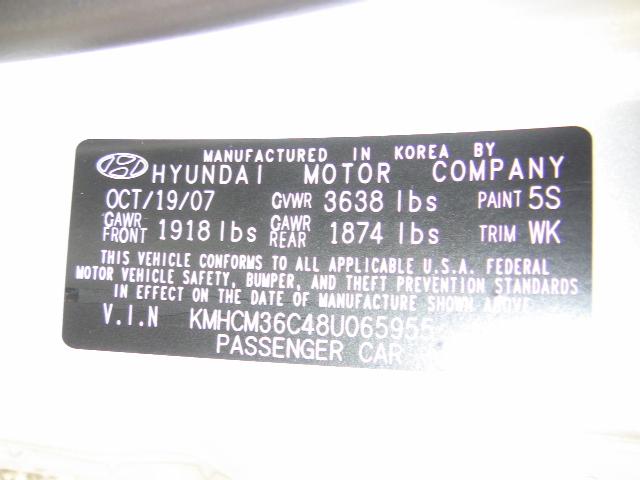 MANUFACTURED IN KOREA BY
HYUNDAI MOTOR COMPANY
OCT/19/07 GVWR 3638 lbs PAINT 5S
GAWR FRONT 1918 lbs GAWR REAR 1874 lbs TRIM WK
THIS VEHICLE CONFORMS TO ALL APPLICABLE U.S.A. FEDERAL
MOTOR VEHICLE SAFETY, BUMPER, AND THEFT PREVENTION STANDARDS
IN EFFECT ON THE DATE OF MANUFACTURE SHOWN ABOVE
V.I.N KMHCM36C48U065955
PASSENGER CAR